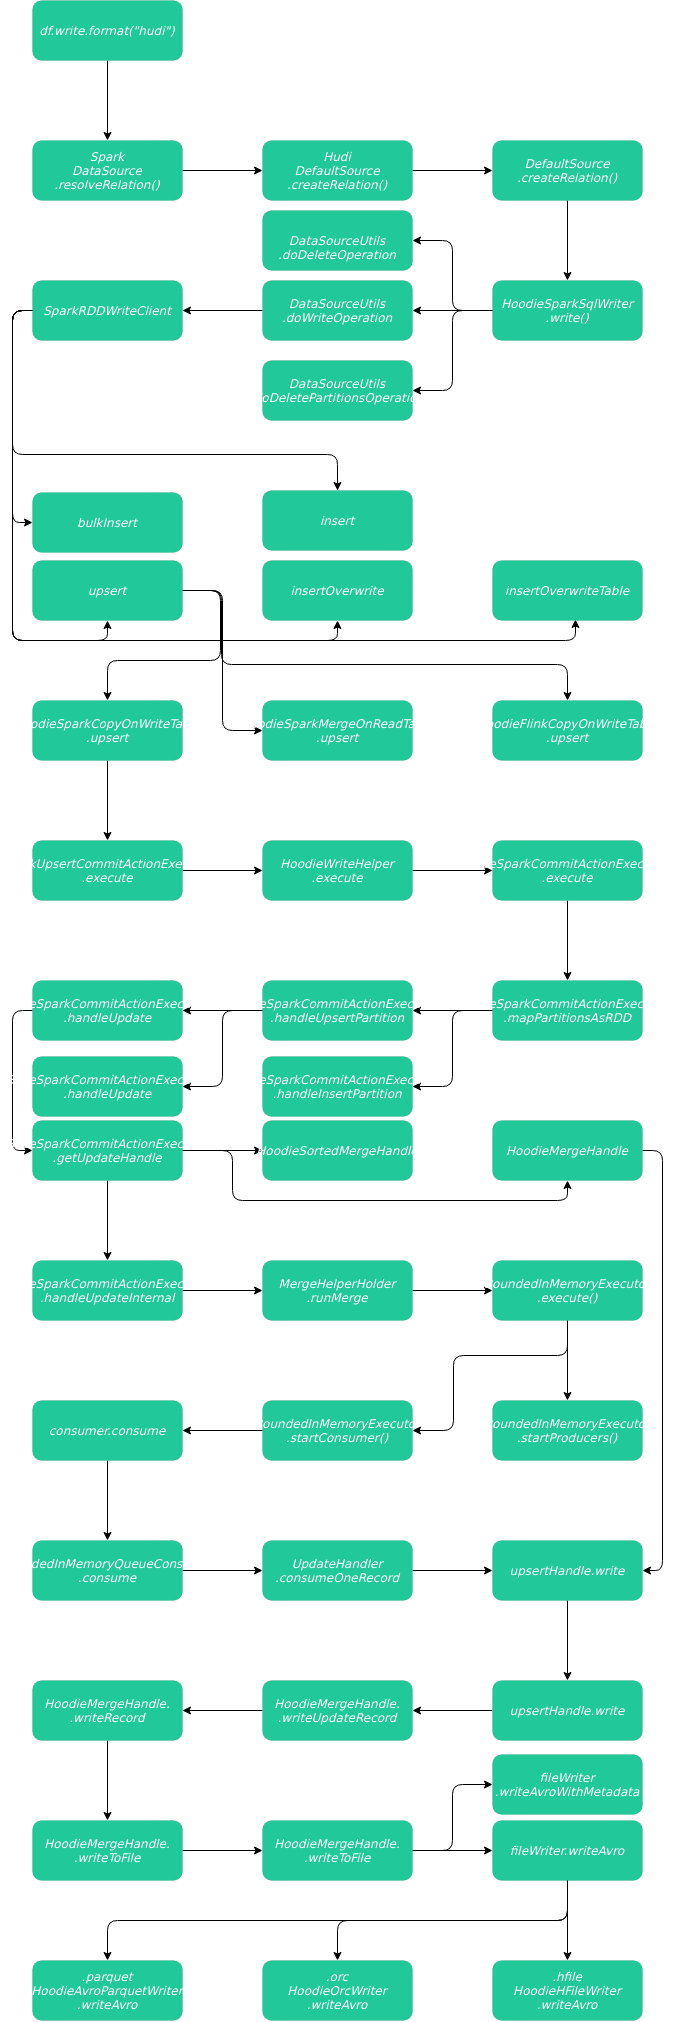 df.write.format("hudi")
Spark
DataSource
.resolveRelation()
Hudi
DefaultSource
.createRelation()
DefaultSource
.createRelation()
DataSourceUtils
.doDeleteOperation
SparkRDDWriteClient
DataSourceUtils
.doWriteOperation
HoodieSparkSqlWriter
.write()
DataSourceUtils
oDeletePartitionsOperatio
bulkInsert
insert
upsert
insertOverwrite
insertOverwriteTable
odieSparkCopyOnWriteTa
.upsert
odieSparkMergeOnReadTa
.upsert
oodieFlinkCopyOnWriteTab
.upsert
kUpsertCommitActionExe
.execute
HoodieWriteHelper
.execute
eSparkCommitActionExec
.execute
eSparkCommitActionExec
.handleUpdate
eSparkCommitActionExec
.handleUpsertPartition
eSparkCommitActionExec
.mapPartitionsAsRDD
eSparkCommitActionExec
.handleUpdate
eSparkCommitActionExec
.handleInsertPartition
eSparkCommitActionExec
.getUpdateHandle
HoodieSortedMergeHandle
HoodieMergeHandle
eSparkCommitActionExec
.handleUpdateInternal
MergeHelperHolder
.runMerge
oundedInMemoryExecuto
.execute()
consumer.consume
oundedInMemoryExecuto
.startConsumer()
oundedInMemoryExecuto
.startProducers()
dedInMemoryQueueCons
.consume
UpdateHandler
.consumeOneRecord
upsertHandle.write
HoodieMergeHandle.
.writeRecord
HoodieMergeHandle.
.writeUpdateRecord
upsertHandle.write
fileWriter
.writeAvroWithMetadata
HoodieMergeHandle.
.writeToFile
HoodieMergeHandle.
.writeToFile
fileWriter.writeAvro
.parquet
HoodieAvroParquetWriter
.writeAvro
.orc
HoodieOrcWriter
.writeAvro
.hfile
HoodieHFileWriter
.writeAvro